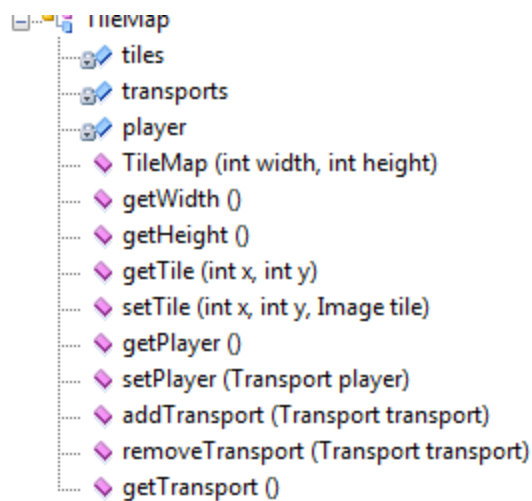 TileMap
tiles
transports
player
TileMap (int width, int height)
getWidth ()
getHeight ()
getTile (int x, int y)
setTile (int x, int y, Image tile)
getPlayer ()
setPlayer (Transport player)
addTransport (Transport transport)
removeTransport (Transport transport)
getTransport ()